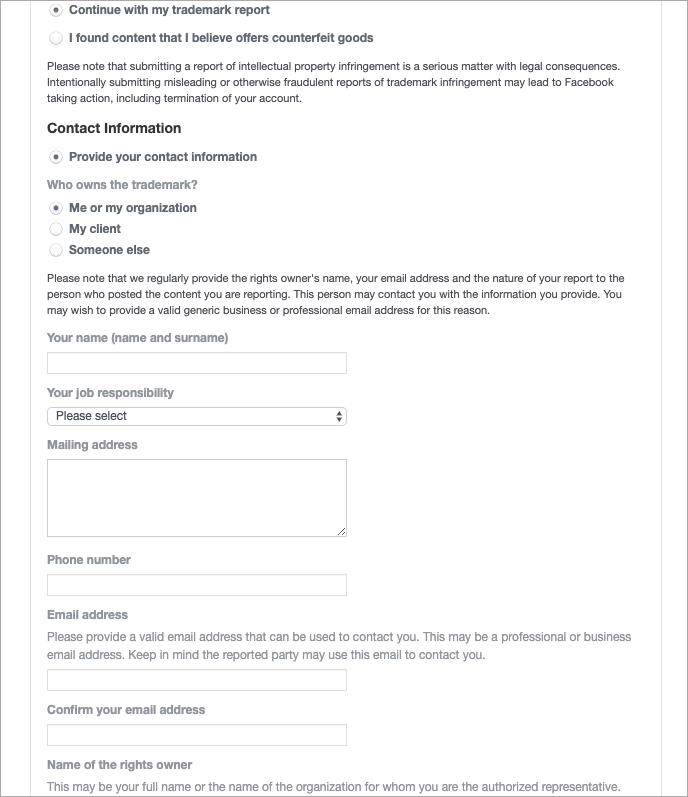 Continue with my trademark report
I found content that I believe offers counterfeit goods
Please note that submitting a report of intellectual property infringement is a serious matter with legal consequences.
Intentionally submitting misleading or otherwise fraudulent reports of trademark infringement may lead to Facebook
taking action, including termination of your account.
Contact Information
Provide your contact information
Who owns the trademark?
Me or my organization
My client
Someone else
Please note that we regularly provide the rights owner's name, your email address and the nature of your report to the
person who posted the content you are reporting. This person may contact you with the information you provide. You
may wish to provide a valid generic business or professional email address for this reason.
Your name (name and surname)
Your job responsibility
Please select
Mailing address
Phone number
Email address
Please provide a valid email address that can be used to contact you. This may be a professional or business
email address. Keep in mind the reported party may use this email to contact you.
Confirm your email address
Name of the rights owner
This may be your full name or the name of the organization for whom you are the authorized representative.